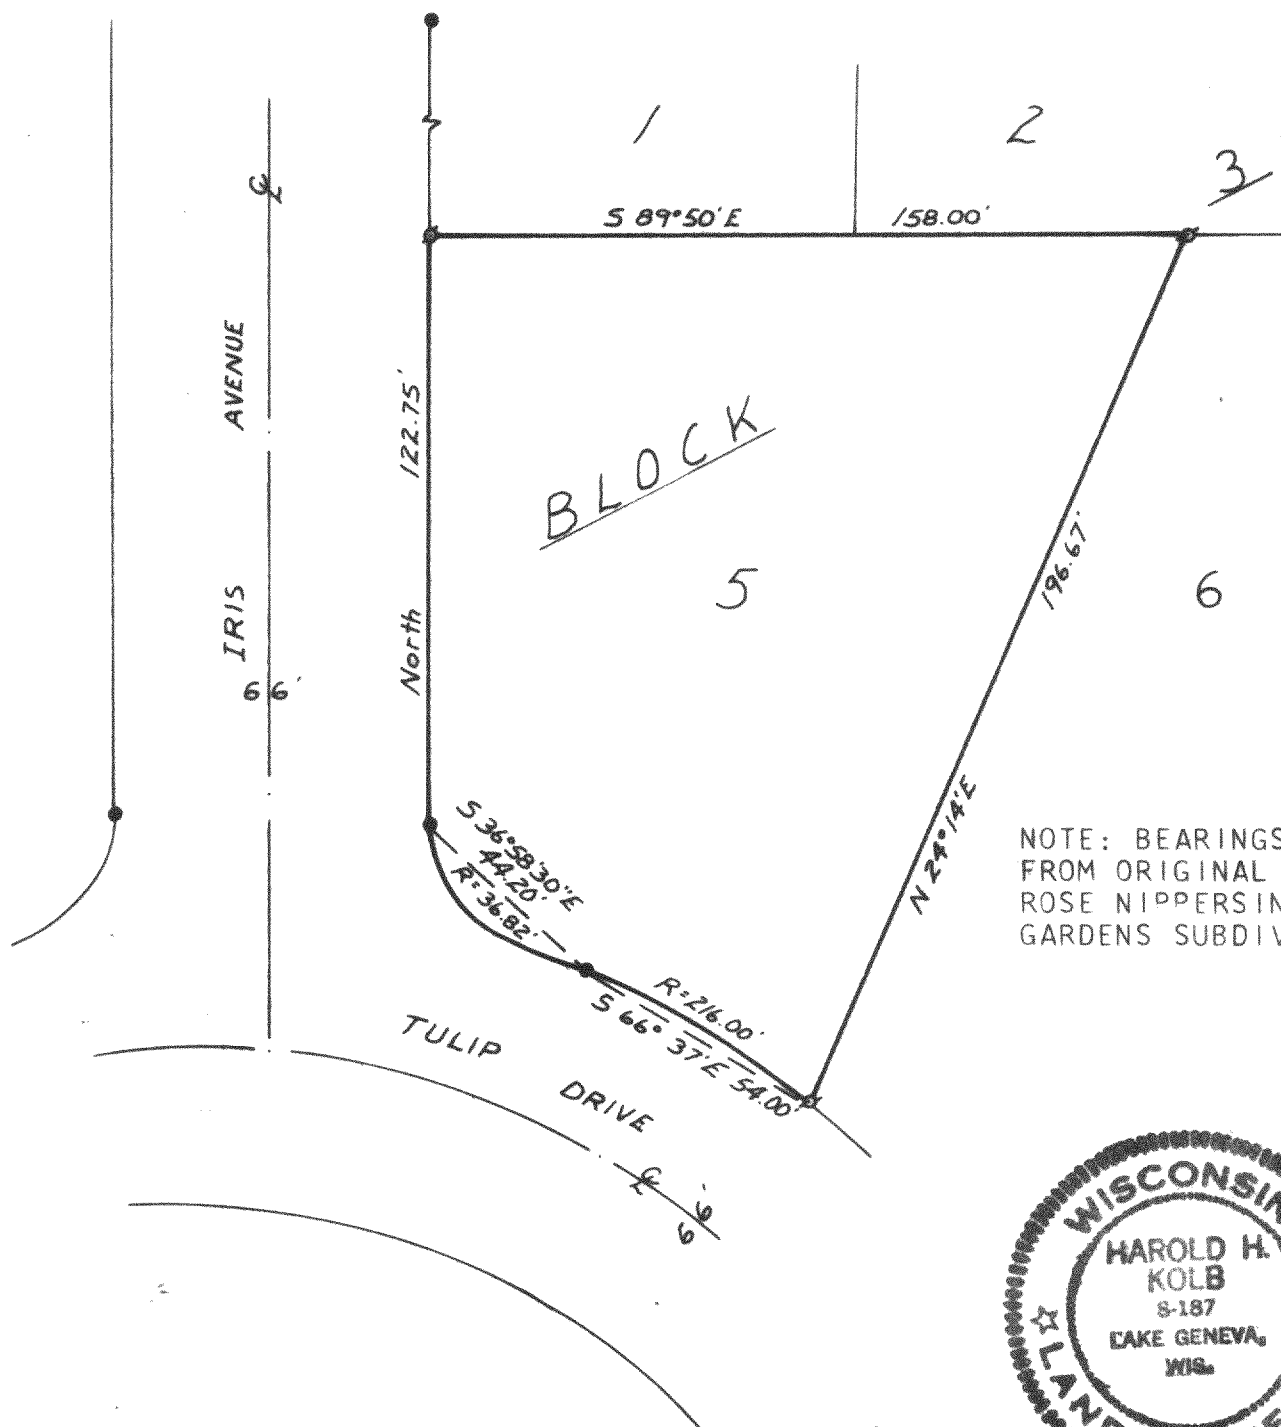 1
2
3
S 89°50' E 158.00'
℄
IRIS AVENUE
66'
North 122.75'
BLOCK
5
6
196.67'
N 24°14' E
S 36°58'30" E
44.20'
R=36.82'
R=216.00'
S 66° 37' E 54.00'
TULIP DRIVE
℄
66'
NOTE: BEARINGS
FROM ORIGINAL
ROSE NIPPERSIN
GARDENS SUBDIV
WISCONSIN
HAROLD H.
KOLB
S-187
LAKE GENEVA,
WIS.
☆ LAND